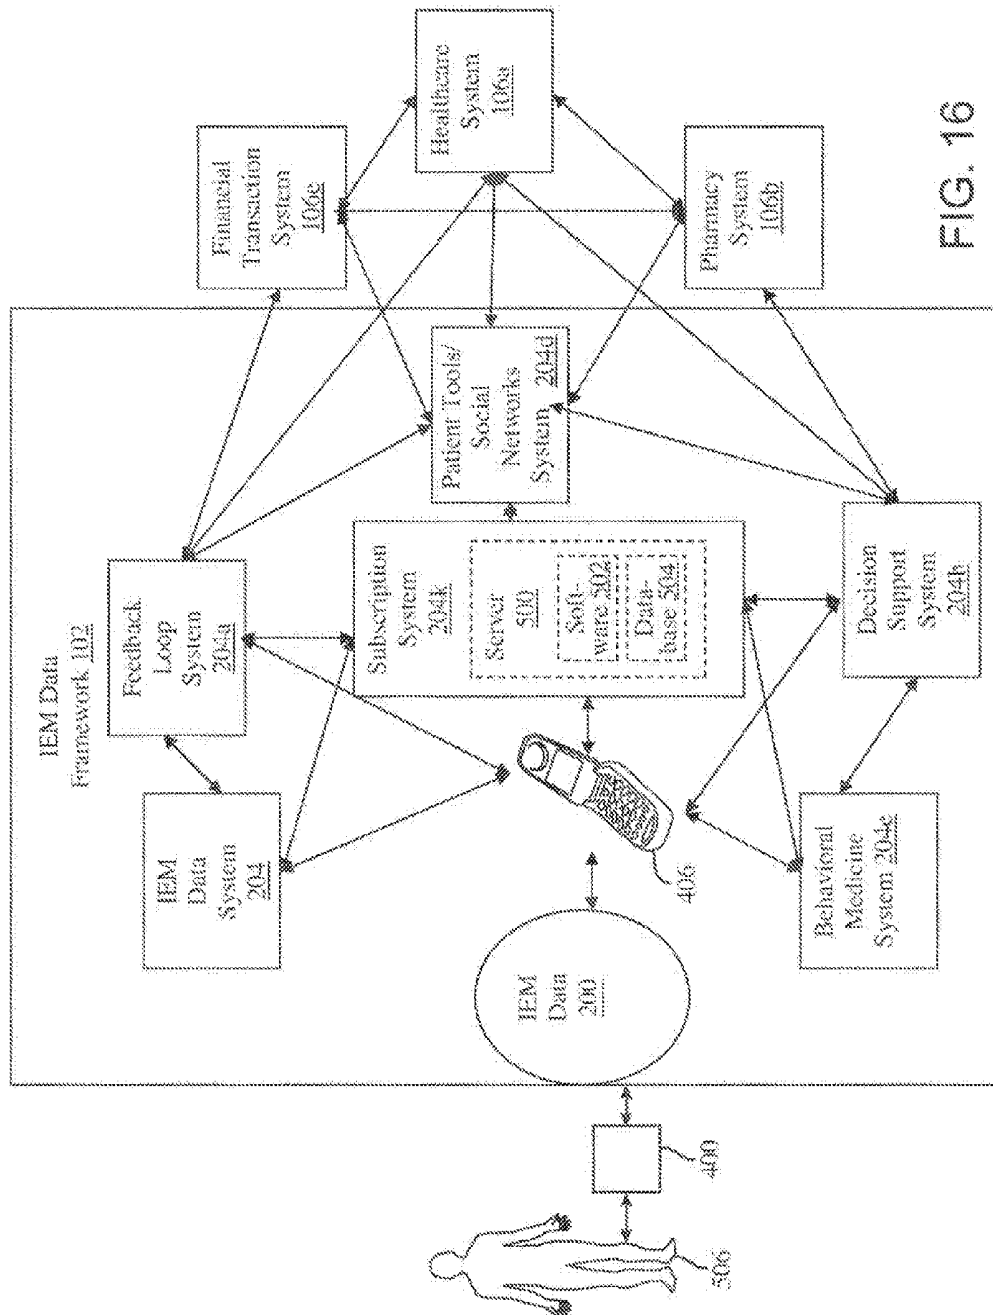 IEM Data
Framework 102
IEM
Data
System
204
Feedback
Loop
System
204a
Financial
Transaction
System
106e
Healthcare
System
106a
Pharmacy
System
106b
Patient Tools/
Social
Networks
System 204d
Subscription
System
204k
Server
500
Soft-
ware 502
Data-
base 504
IEM
Data
200
406
Behavioral
Medicine
System 204e
Decision
Support
System
204h
506
400
FIG. 16